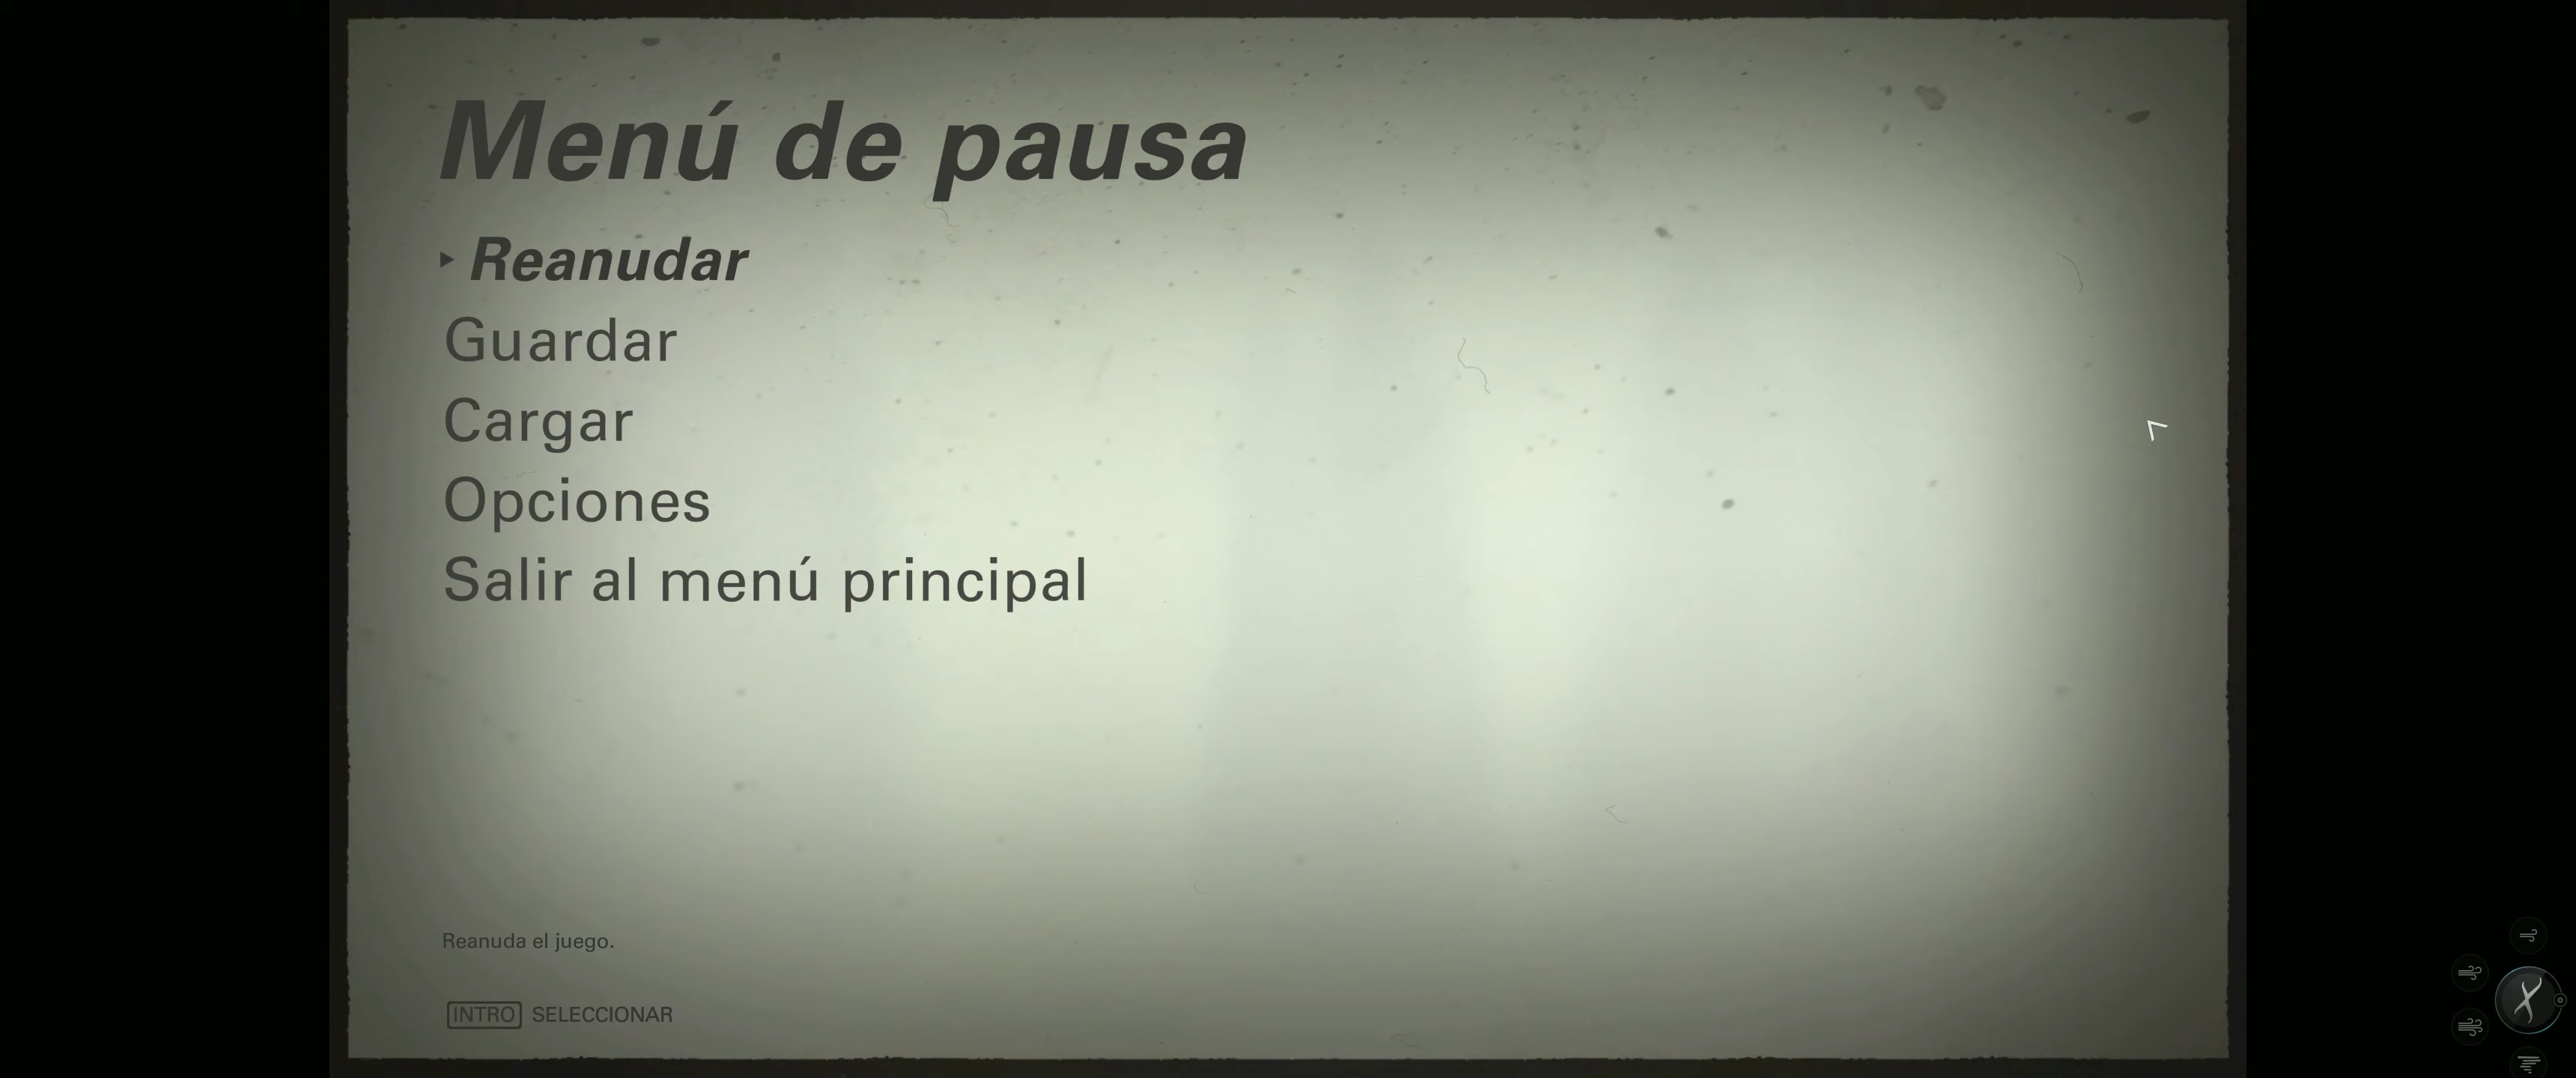 Menú de pausa
Reanudar
Guardar
Cargar
Opciones
Salir al menú principal
Reanuda el juego.
INTRO SELECCIONAR